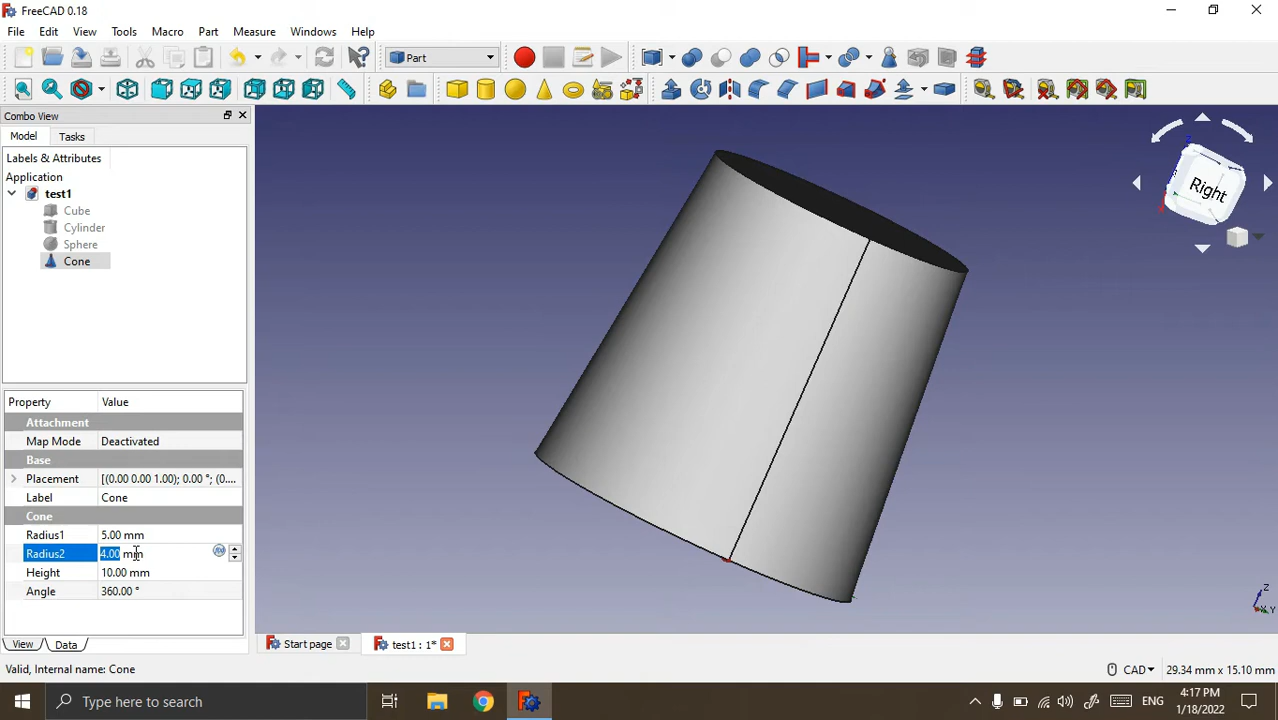 FreeCAD 0.18
File Edit View Tools Macro Part Measure Windows Help
Part
Combo View
Model Tasks
Labels & Attributes
Application
test1
Cube
Cylinder
Sphere
Cone
Right
Property Value
Attachment
Map Mode Deactivated
Base
Placement [(0.00 0.00 1.00); 0.00 °; (0....
Label Cone
Cone
Radius1 5.00 mm
Radius2 4.00 mm
Height 10.00 mm
Angle 360.00 °
Z
Y
View Data
Start page test1 : 1*
Valid, Internal name: Cone
CAD 29.34 mm x 15.10 mm
Type here to search
ENG
4:17 PM
1/18/2022